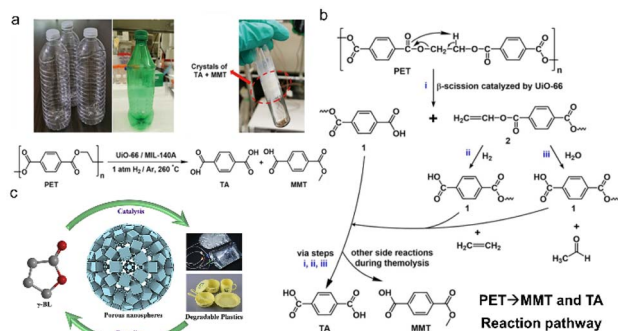 a
Crystals of
TA + MMT
PET
UiO-66 / MIL-140A
1 atm H2 / Ar, 260 °C
TA
MMT
b
PET
i
β-scission catalyzed by UiO-66
1
2
ii
H2
iii
H2O
1
1
H2C=CH2
H3C
via steps
i, ii, iii
other side reactions
during themolysis
TA
MMT
PET→MMT and TA
Reaction pathway
c
Catalysis
γ-BL
Porous nanospheres
Degradable Plastics